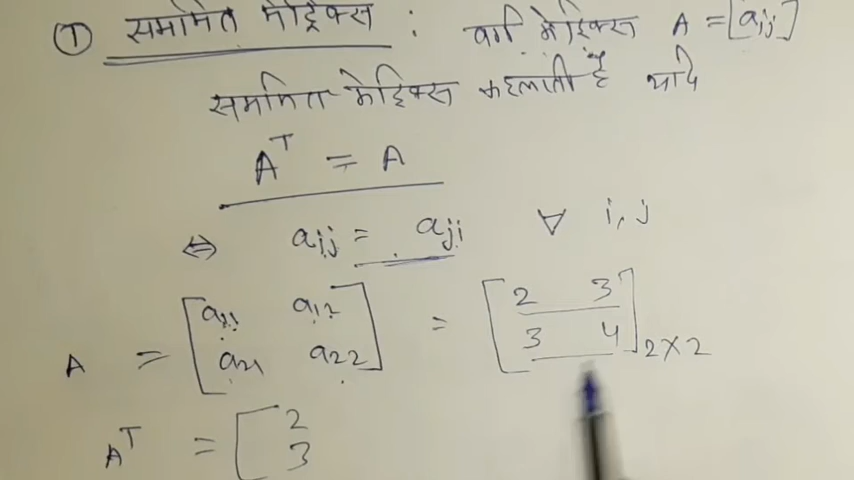 ① समामित मैट्रिक्स : वर्ग मैट्रिक्स A = [aij]
सममित मैट्रिक्स कहलाती है यदि
A^T = A
⇔ aij = aji ∀ i, j
A = [a11 a12
a21 a22] = [2 3
3 4]2×2
A^T = [2
3